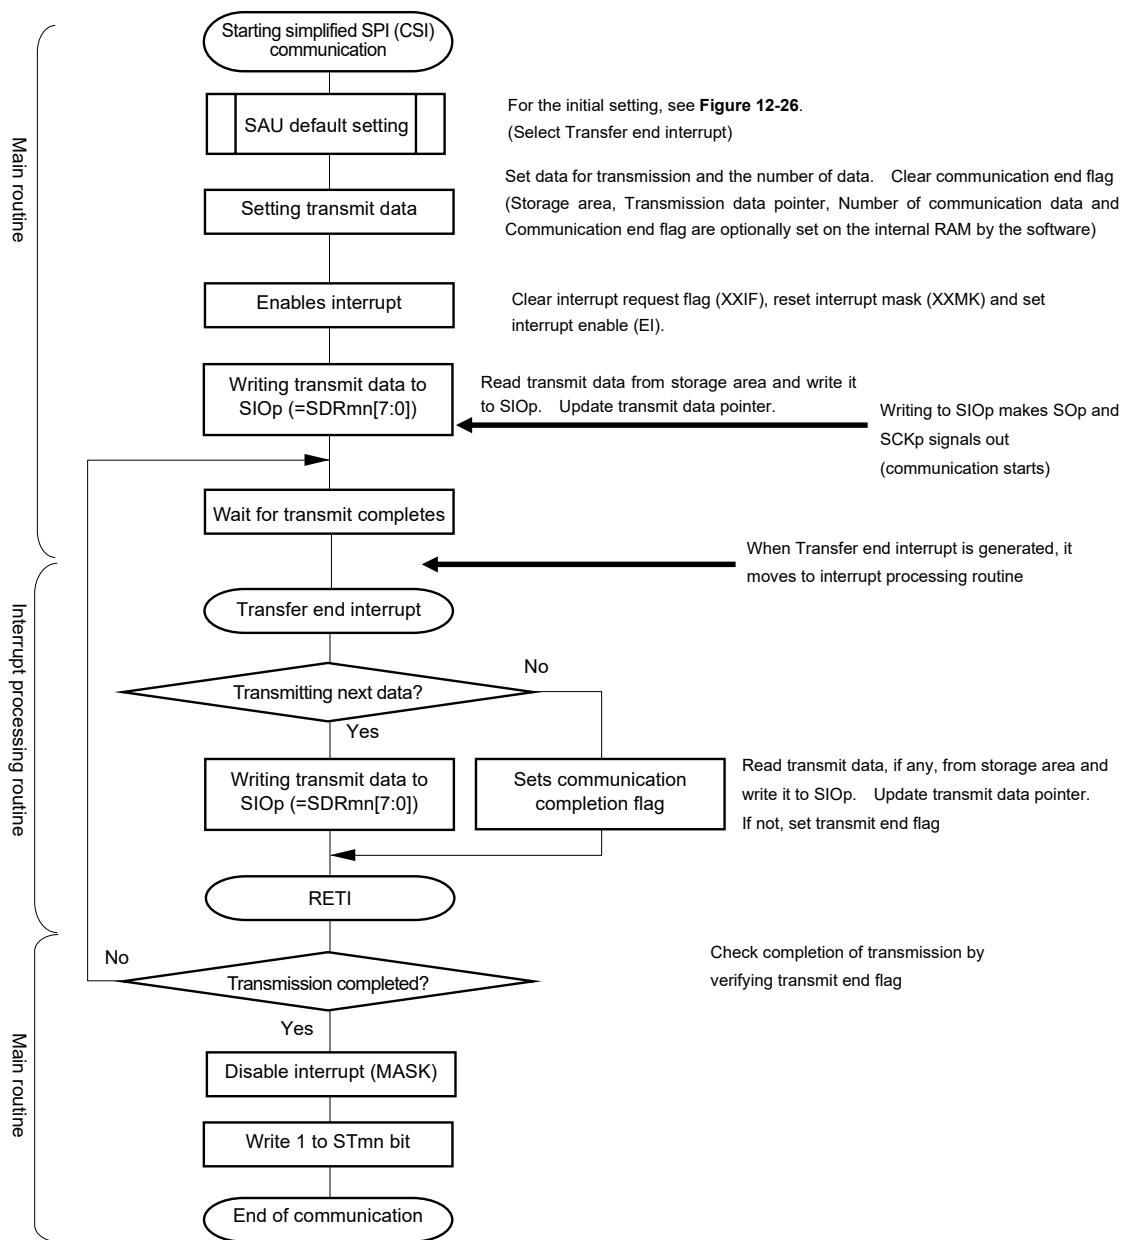 Starting simplified SPI (CSI)
communication
SAU default setting
For the initial setting, see Figure 12-26.
(Select Transfer end interrupt)
Main routine
Setting transmit data
Set data for transmission and the number of data. Clear communication end flag
(Storage area, Transmission data pointer, Number of communication data and
Communication end flag are optionally set on the internal RAM by the software)
Enables interrupt
Clear interrupt request flag (XXIF), reset interrupt mask (XXMK) and set
interrupt enable (EI).
Writing transmit data to
SIOp (=SDRmn[7:0])
Read transmit data from storage area and write it
to SIOp. Update transmit data pointer.
Writing to SIOp makes SOp and
SCKp signals out
(communication starts)
Wait for transmit completes
When Transfer end interrupt is generated, it
moves to interrupt processing routine
Interrupt processing routine
Transfer end interrupt
Transmitting next data?
No
Yes
Writing transmit data to
SIOp (=SDRmn[7:0])
Sets communication
completion flag
Read transmit data, if any, from storage area and
write it to SIOp. Update transmit data pointer.
If not, set transmit end flag
RETI
Main routine
No
Transmission completed?
Check completion of transmission by
verifying transmit end flag
Yes
Disable interrupt (MASK)
Write 1 to STmn bit
End of communication